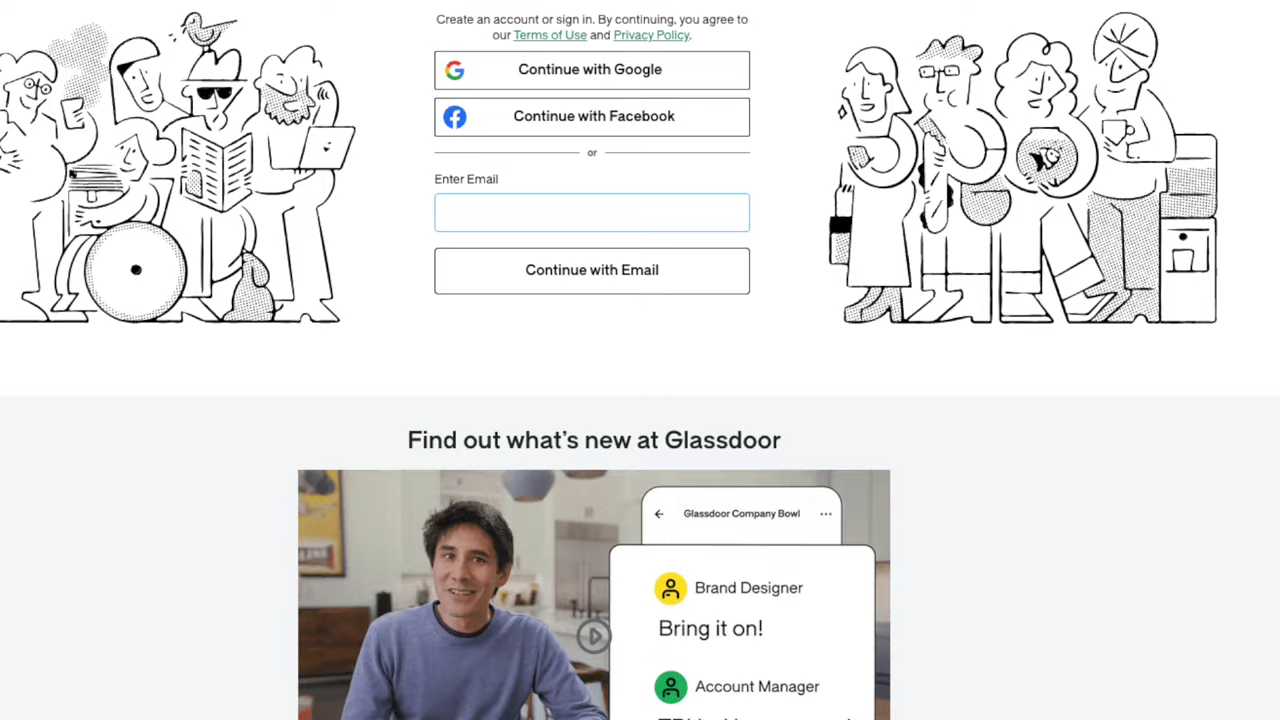 Create an account or sign in. By continuing, you agree to
our Terms of Use and Privacy Policy.
Continue with Google
Continue with Facebook
or
Enter Email
Continue with Email
Find out what's new at Glassdoor
Glassdoor Company Bowl
Brand Designer
Bring it on!
Account Manager